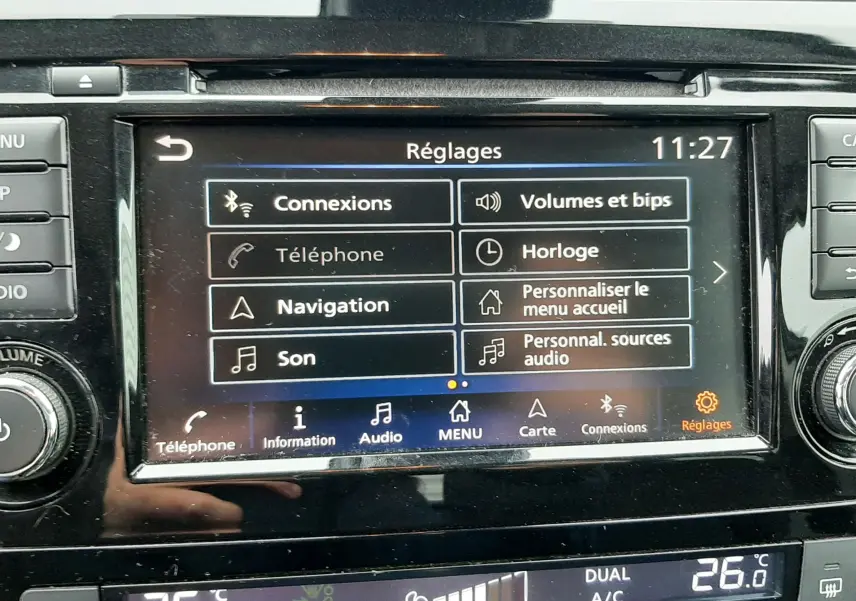 Réglages
11:27
Connexions
Volumes et bips
Téléphone
Horloge
Navigation
Personnaliser le
menu accueil
Son
Personnal. sources
audio
Téléphone
Information
Audio
MENU
Carte
Connexions
Réglages
DUAL
A/C
26.0 °C